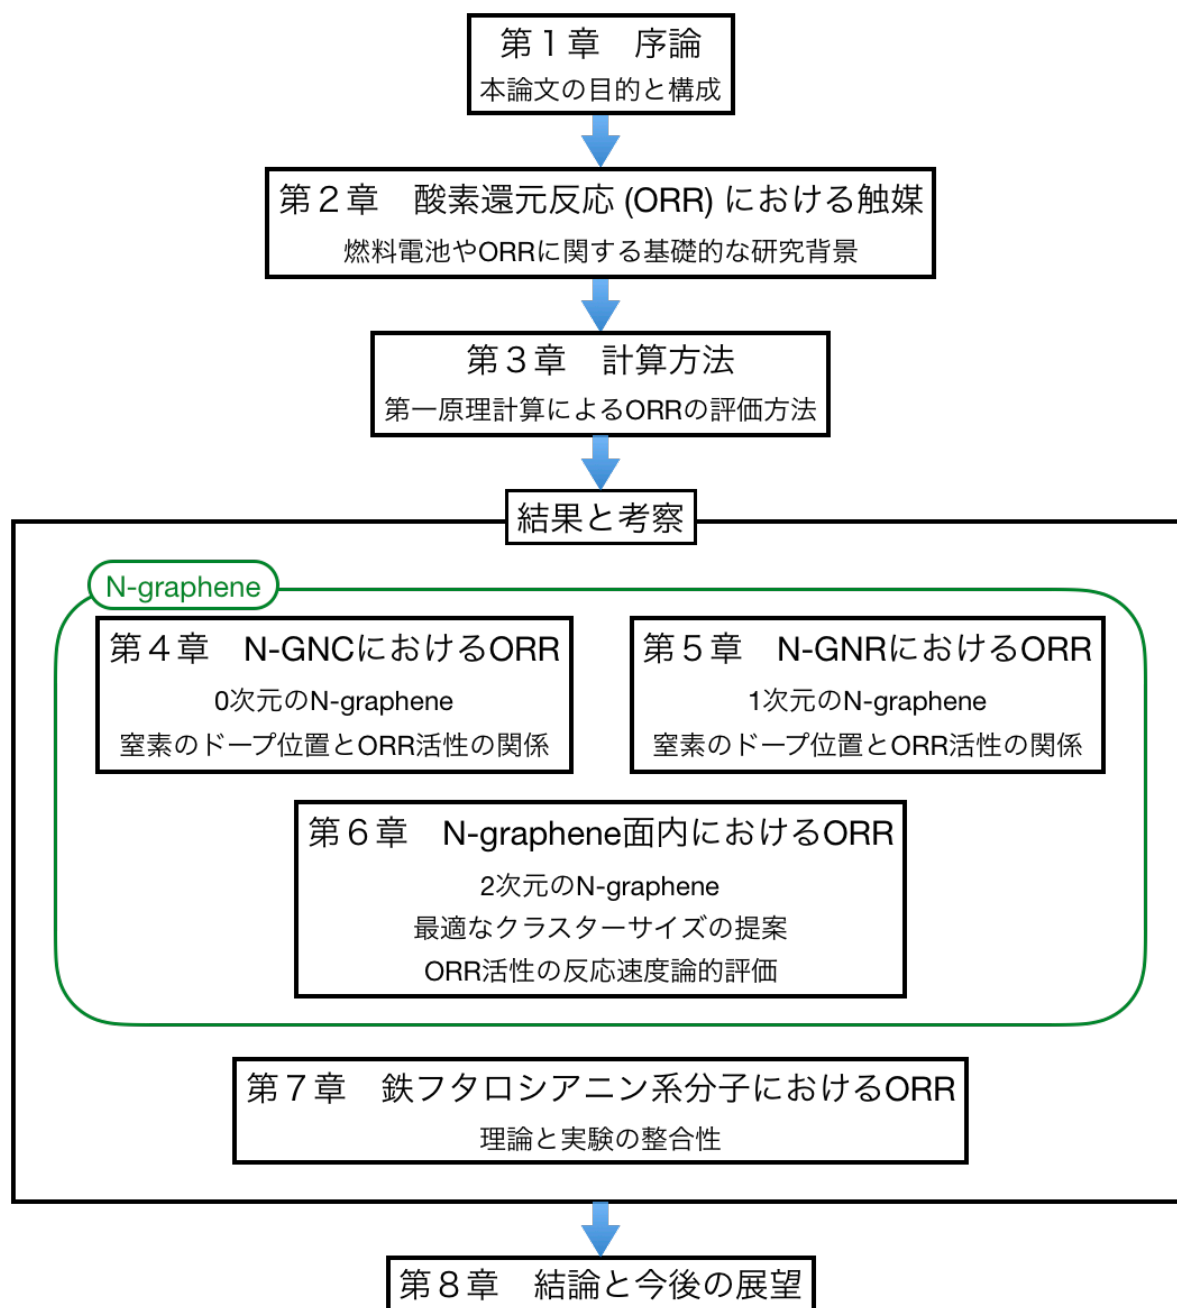 第１章　序論
本論文の目的と構成
第２章　酸素還元反応 (ORR) における触媒
燃料電池やORRに関する基礎的な研究背景
第３章　計算方法
第一原理計算によるORRの評価方法
結果と考察
N-graphene
第４章　N-GNCにおけるORR
0次元のN-graphene
窒素のドープ位置とORR活性の関係
第５章　N-GNRにおけるORR
1次元のN-graphene
窒素のドープ位置とORR活性の関係
第６章　N-graphene面内におけるORR
2次元のN-graphene
最適なクラスターサイズの提案
ORR活性の反応速度論的評価
第７章　鉄フタロシアニン系分子におけるORR
理論と実験の整合性
第８章　結論と今後の展望